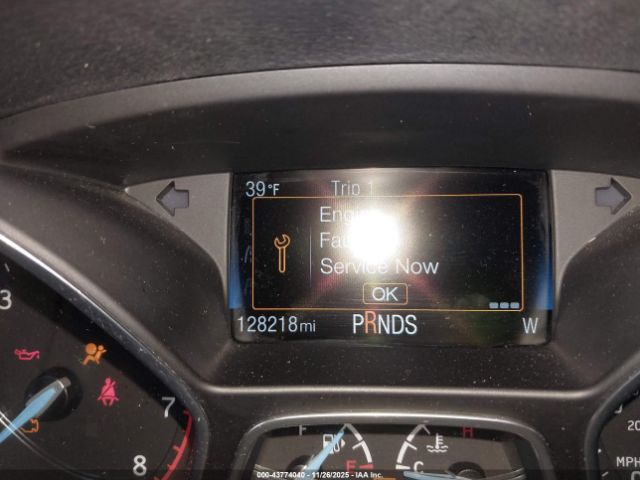 39°F Trip 1
Service Now
OK
128218mi PRNDS W
3
7
8
F
F
C
H
20
MPH
000-43774040 - 11/26/2025 - IAA Inc.